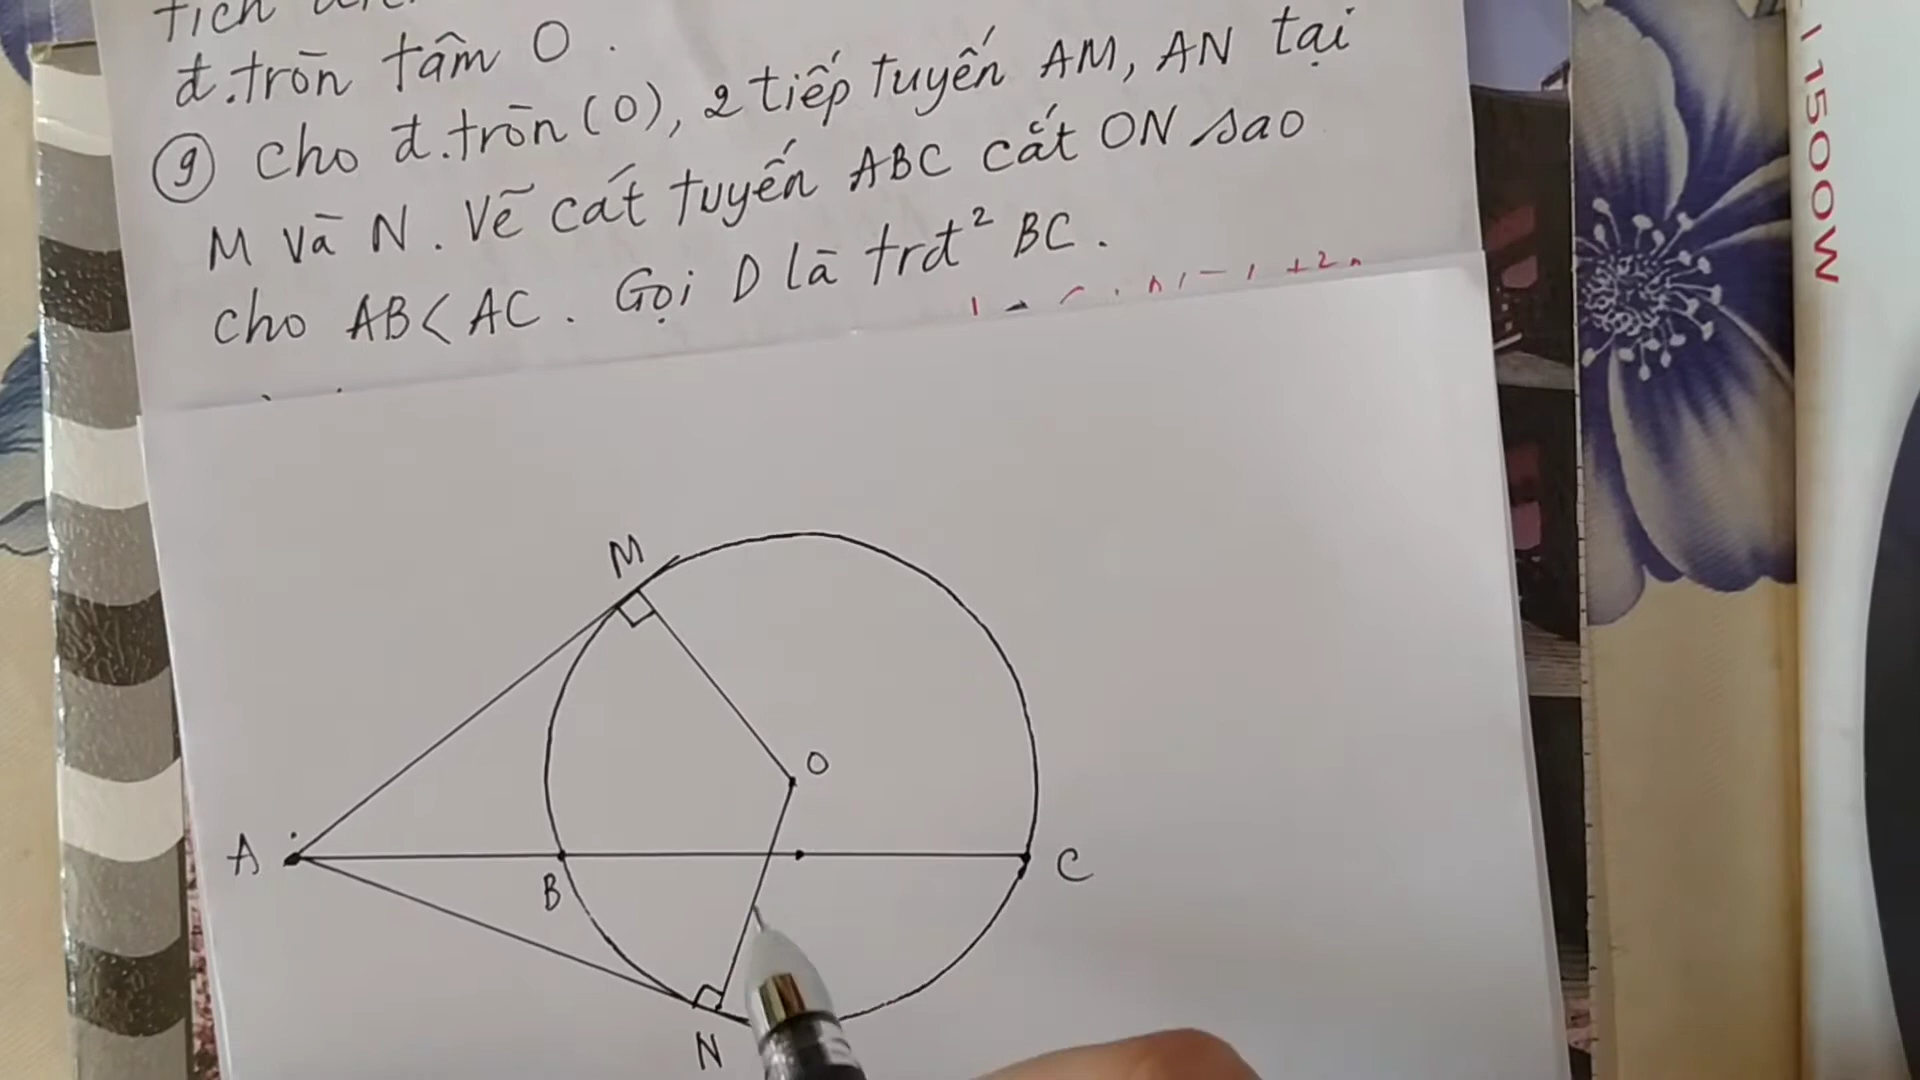 đ.tròn tâm O.
⑨ Cho đ.tròn (O), 2 tiếp tuyến AM, AN tại
M và N. Vẽ cát tuyến ABC cắt ON sao
cho AB < AC. Gọi D là trđ² BC.
M
O
A
B
C
N
1500W